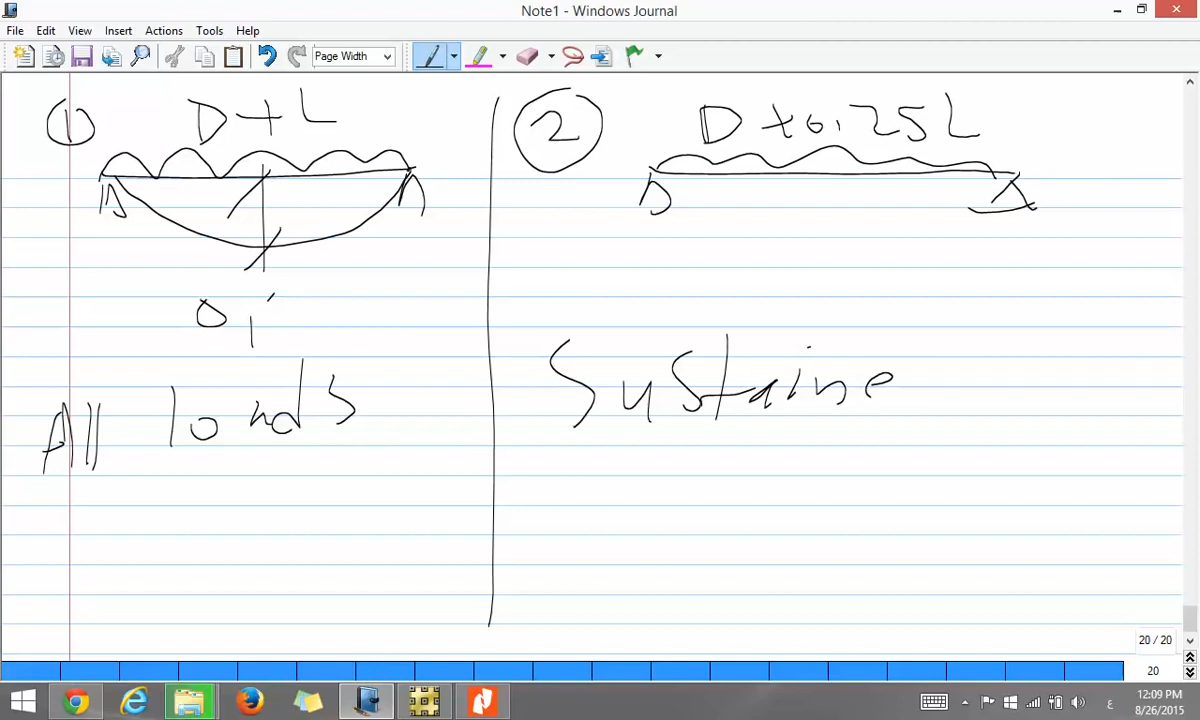 Note1 - Windows Journal
File Edit View Insert Actions Tools Help
Page Width
1 D+L
Δi
All loads
2 D+0.25L
Sustaine
20 / 20
20
ع
12:09 PM
8/26/2015